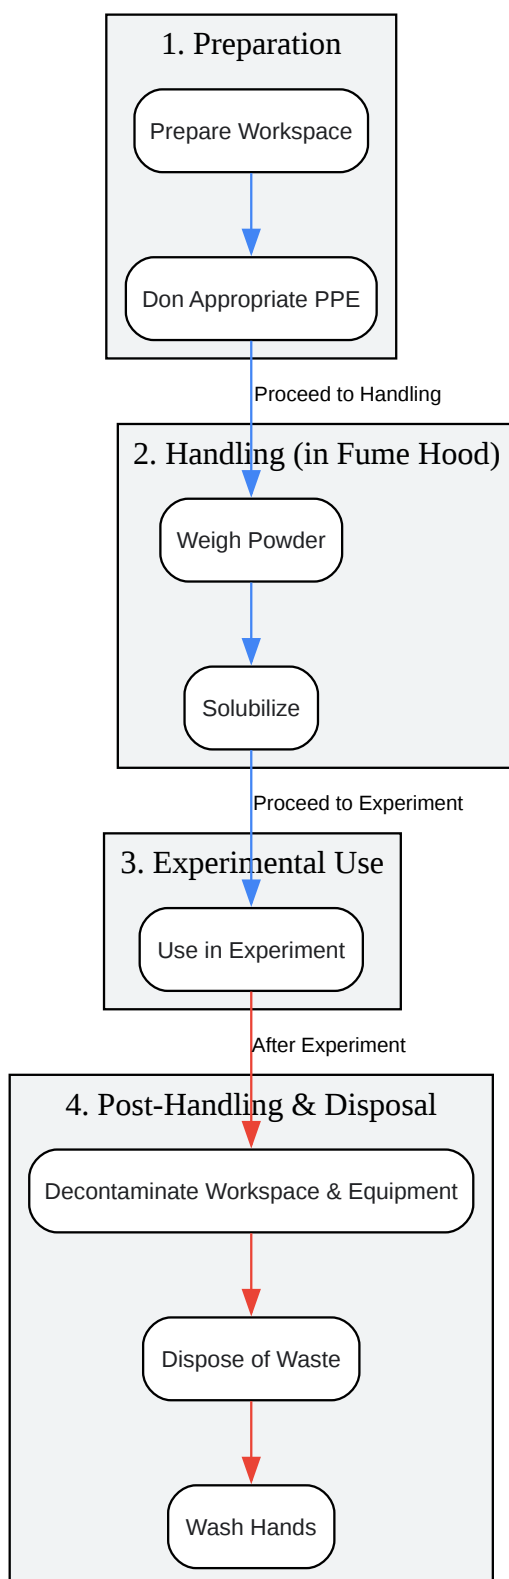 1. Preparation
Prepare Workspace
Don Appropriate PPE
Proceed to Handling
2. Handling (in Fume Hood)
Weigh Powder
Solubilize
Proceed to Experiment
3. Experimental Use
Use in Experiment
After Experiment
4. Post-Handling & Disposal
Decontaminate Workspace & Equipment
Dispose of Waste
Wash Hands